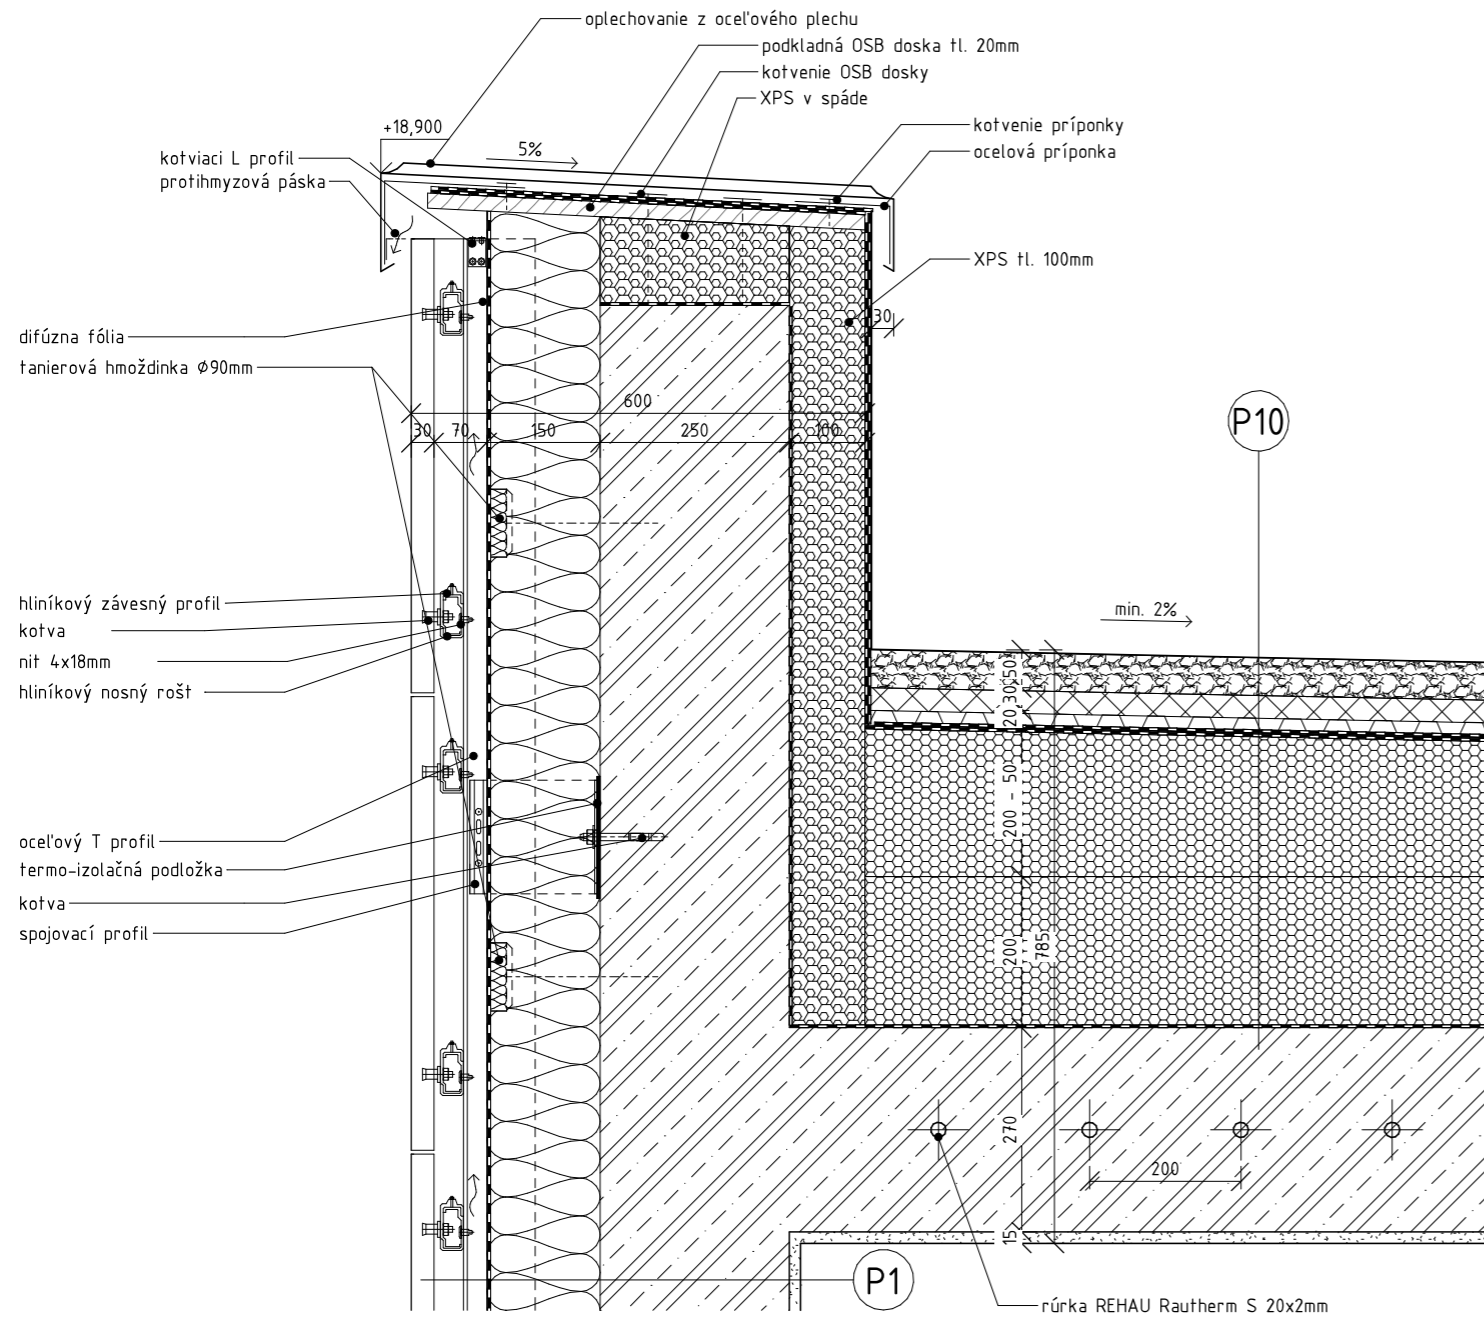 oplechovanie z oceľového plechu
podkladná OSB doska tl. 20mm
kotvenie OSB dosky
XPS v spáde
kotvenie príponky
ocelová príponka
+18,900
5%
kotviaci L profil
protihmyzová páska
XPS tl. 100mm
30
difúzna fólia
tanierová hmoždinka Ø90mm
600
30
70
150
250
100
P10
hliníkový závesný profil
kotva
nit 4x18mm
hliníkový nosný rošt
min. 2%
50
30
20
200 - 50
200
785
oceľový T profil
termo-izolačná podložka
kotva
spojovací profil
270
200
15
P1
rúrka REHAU Rautherm S 20x2mm